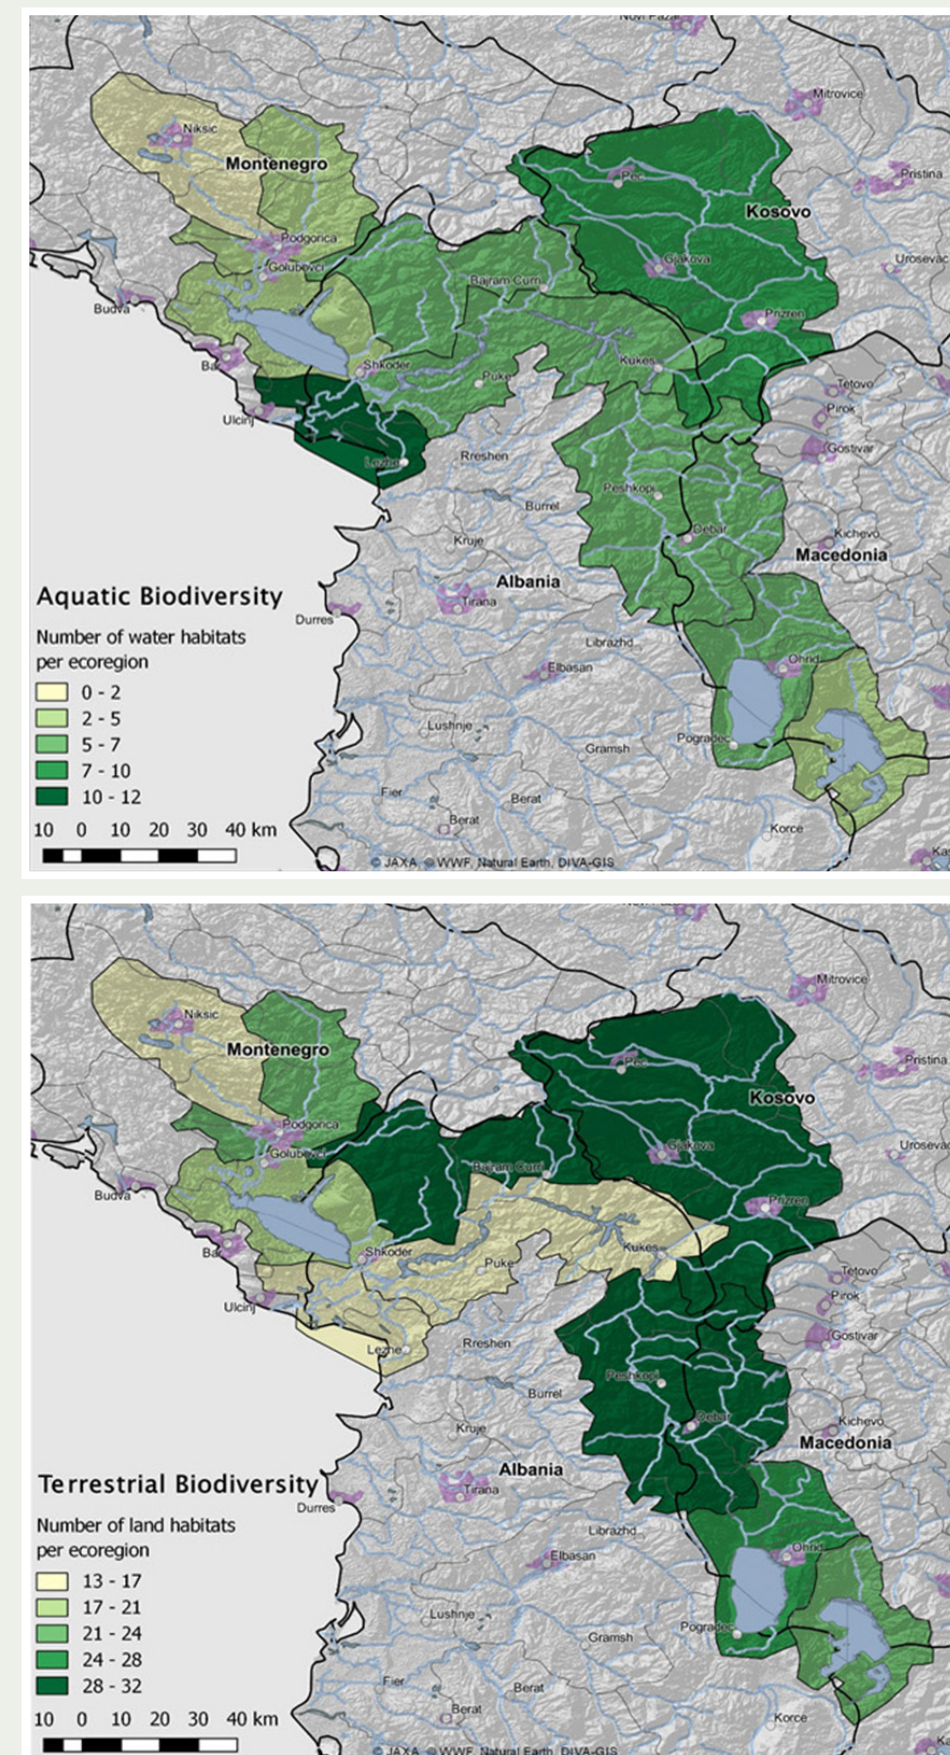 Mitrovice
Niksic
Montenegro
Pec
Pristina
Kosovo
Podgorica
Golubovci
Gjakova
Urosevac
Bajram Curri
Budva
Prizren
Bar
Shkoder
Kukes
Puke
Tetovo
Ulcinj
Pirok
Gostivar
Lezhe
Rreshen
Peshkopi
Burrel
Debar
Kruje
Kichevo
Macedonia
Albania
Aquatic Biodiversity
Tirana
Durres
Number of water habitats
per ecoregion
Librazhd
Ohrid
Elbasan
0 - 2
2 - 5
Lushnje
Pogradec
5 - 7
Gramsh
7 - 10
Fier
Berat
10 - 12
Berat
Korce
10 0 10 20 30 40 km
© JAXA, © WWF, Natural Earth, DIVA-GIS
Mitrovice
Niksic
Montenegro
Pec
Pristina
Kosovo
Podgorica
Golubovci
Gjakova
Urosevac
Bajram Curri
Budva
Prizren
Bar
Shkoder
Kukes
Puke
Tetovo
Ulcinj
Pirok
Gostivar
Lezhe
Rreshen
Peshkopi
Burrel
Debar
Kruje
Kichevo
Macedonia
Albania
Terrestrial Biodiversity
Tirana
Durres
Number of land habitats
per ecoregion
Librazhd
Ohrid
Elbasan
13 - 17
17 - 21
Lushnje
Pogradec
21 - 24
Gramsh
24 - 28
Fier
Berat
28 - 32
Berat
Korce
10 0 10 20 30 40 km
© JAXA, © WWF, Natural Earth, DIVA-GIS